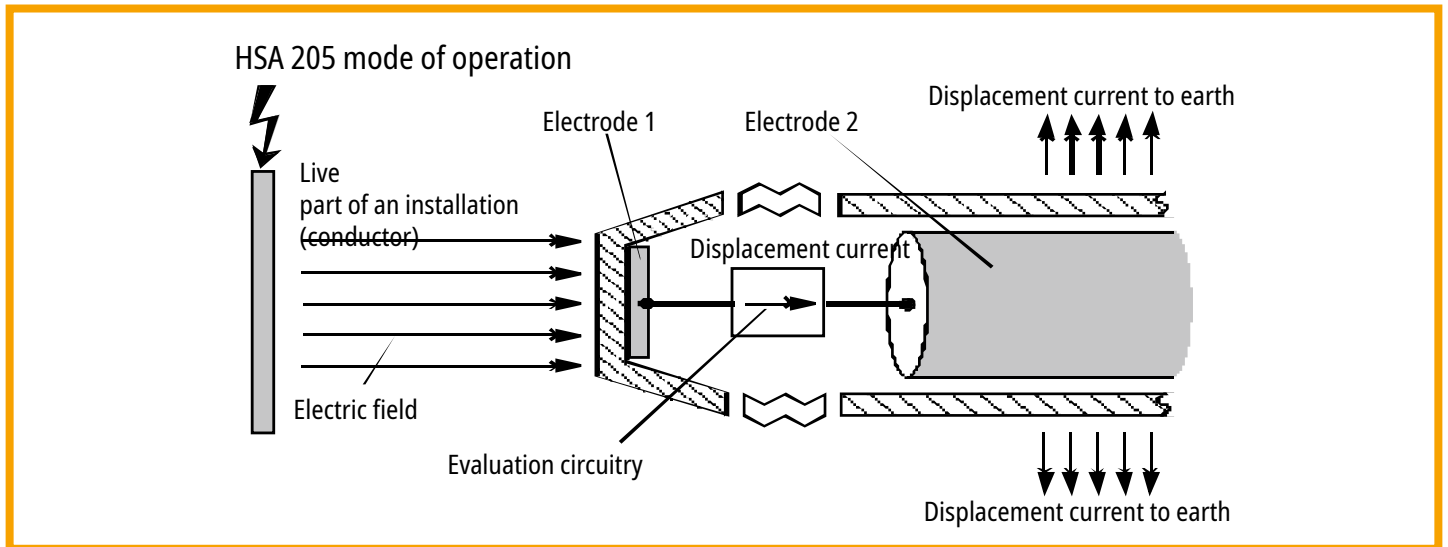 HSA 205 mode of operation
Displacement current to earth
Electrode 1
Electrode 2
Live
part of an installation
(conductor)
Displacement current
Electric field
Evaluation circuitry
Displacement current to earth